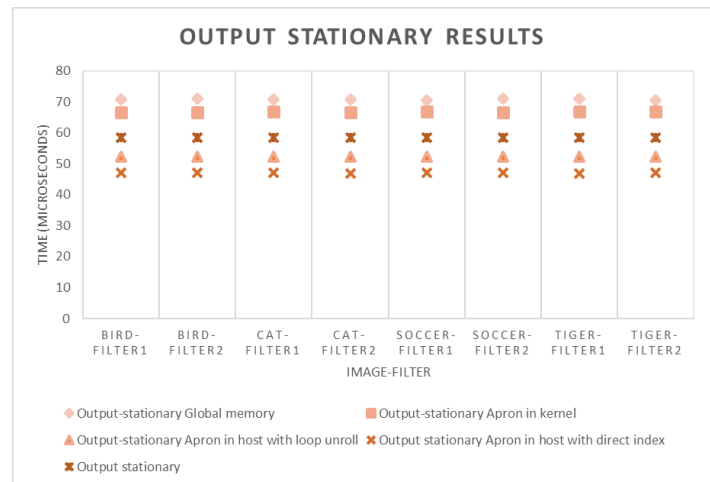 OUTPUT STATIONARY RESULTS
80
70
60
50
40
30
20
10
0
TIME (MICROSECONDS)
BIRD-
FILTER1
BIRD-
FILTER2
CAT-
FILTER1
CAT-
FILTER2
SOCCER-
FILTER1
SOCCER-
FILTER2
TIGER-
FILTER1
TIGER-
FILTER2
IMAGE-FILTER
Output-stationary Global memory
Output-stationary Apron in kernel
Output-stationary Apron in host with loop unroll
Output stationary Apron in host with direct index
Output stationary